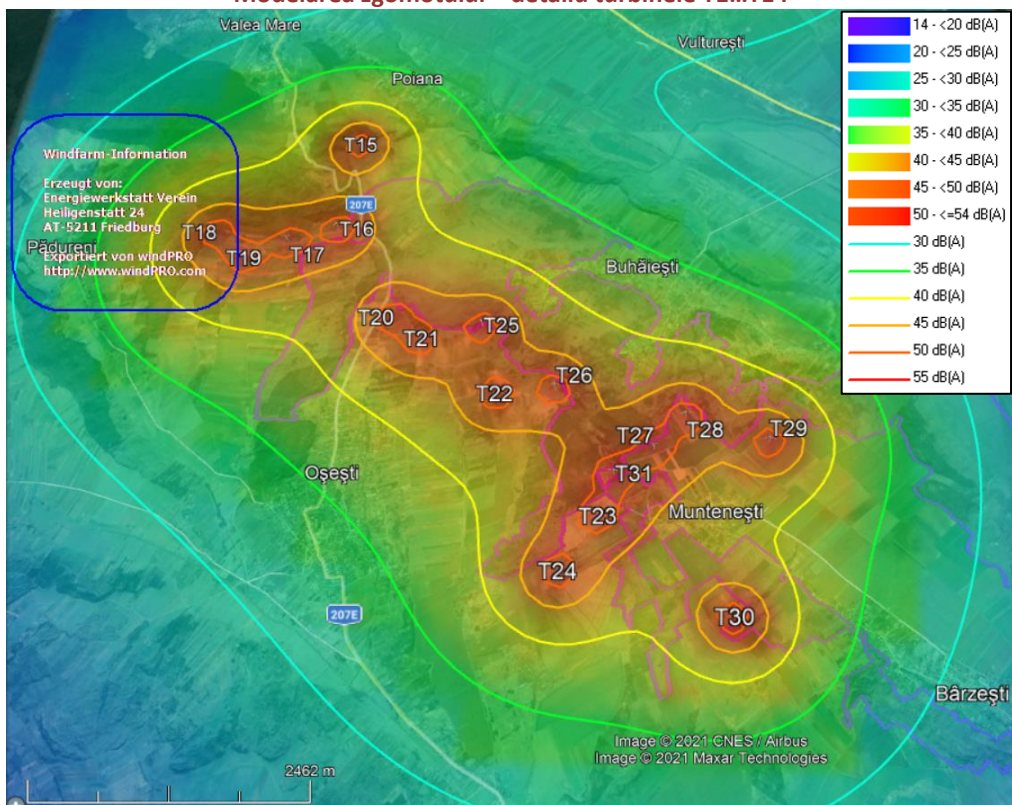 Modelarea zgomotului – detaliu turbinele T1...T14
Valea Mare
Vulturești
Poiana
14 - <20 dB(A)
20 - <25 dB(A)
25 - <30 dB(A)
30 - <35 dB(A)
35 - <40 dB(A)
40 - <45 dB(A)
45 - <50 dB(A)
50 - <=54 dB(A)
30 dB(A)
35 dB(A)
40 dB(A)
45 dB(A)
50 dB(A)
55 dB(A)
Windfarm-Information
Erzeugt von:
Energiewerkstatt Verein
Heiligenstatt 24
AT-5211 Friedburg
Exportiert von windPRO
http://www.windPRO.com
Pădureni
T15
207E
T16
T18
T19
T17
Buhăiești
T20
T21
T25
T22
T26
T27
T28
T29
T31
Oșești
T23
Muntenești
T24
T30
207E
Bârzești
Image © 2021 CNES / Airbus
Image © 2021 Maxar Technologies
2462 m